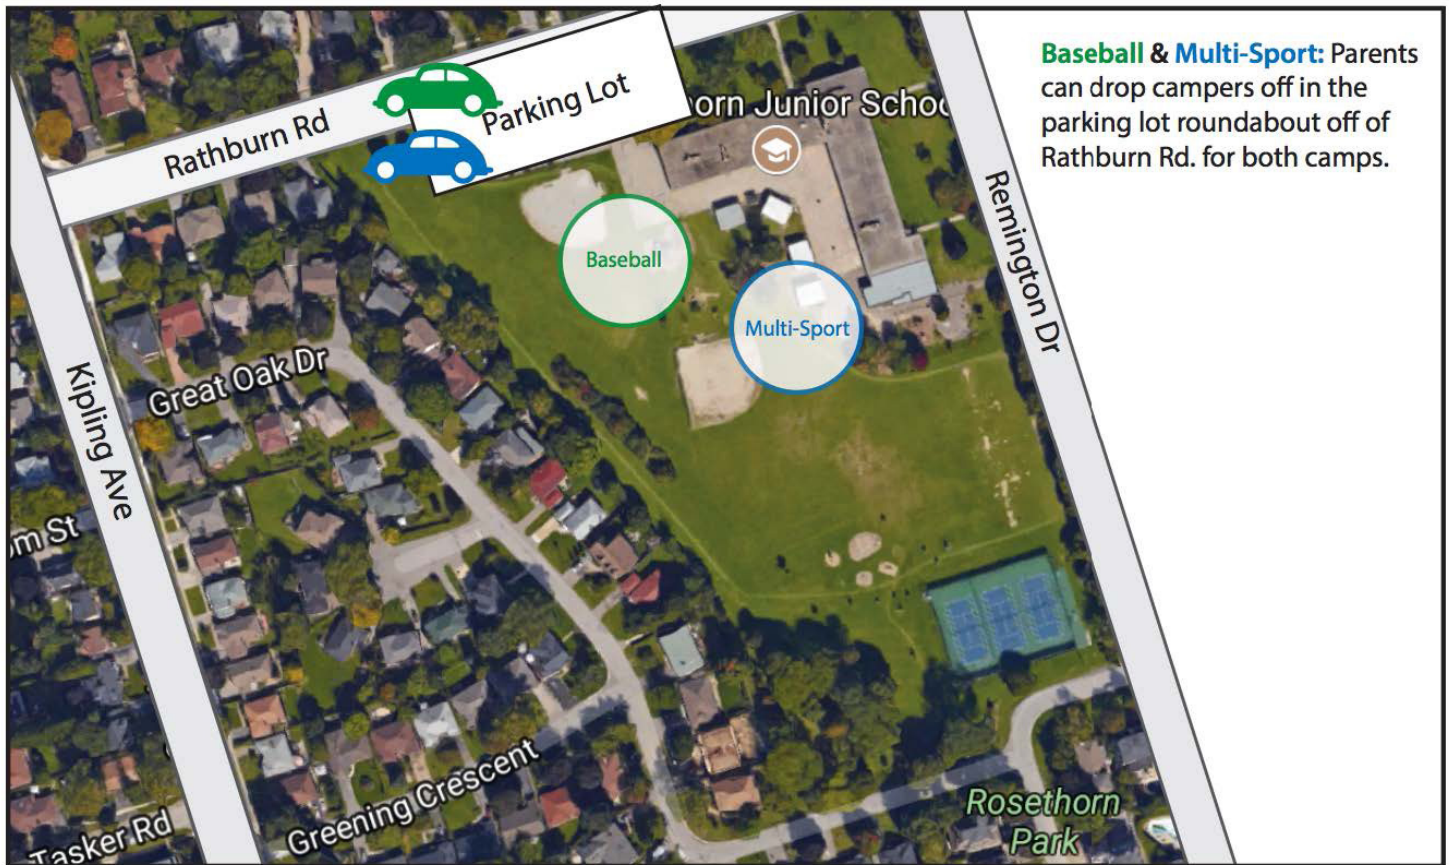 Baseball & Multi-Sport: Parents
can drop campers off in the
parking lot roundabout off of
Rathburn Rd. for both camps.
Parking Lot
Rathburn Rd
orn Junior Schoo
Baseball
Multi-Sport
Remington Dr
Great Oak Dr
Kipling Ave
m St
Greening Crescent
Tasker Rd
Rosethorn
Park